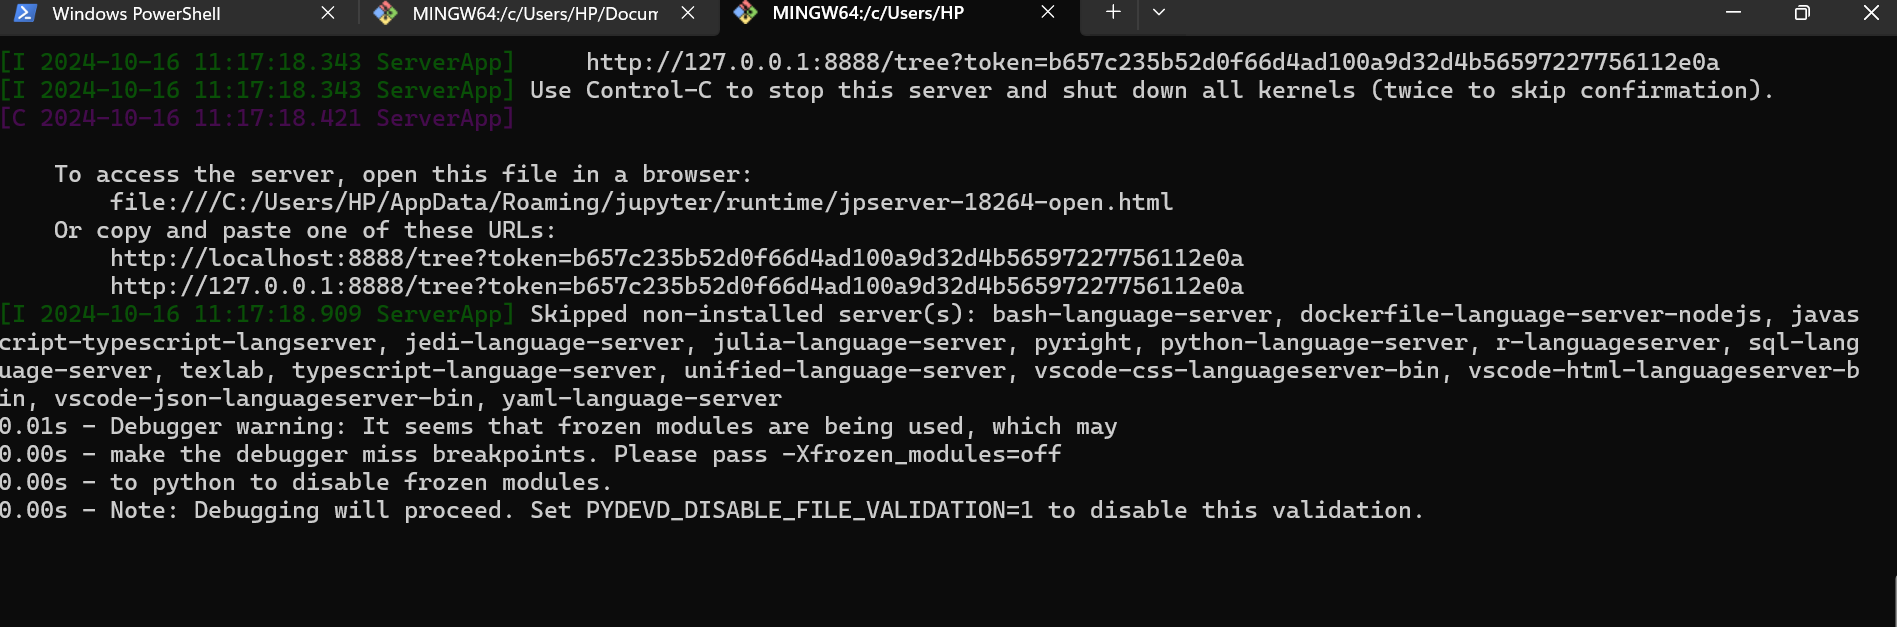 Windows PowerShell
MINGW64:/c/Users/HP/Docum
MINGW64:/c/Users/HP
[I 2024-10-16 11:17:18.343 ServerApp]     http://127.0.0.1:8888/tree?token=b657c235b52d0f66d4ad100a9d32d4b56597227756112e0a
[I 2024-10-16 11:17:18.343 ServerApp] Use Control-C to stop this server and shut down all kernels (twice to skip confirmation).
[C 2024-10-16 11:17:18.421 ServerApp]
To access the server, open this file in a browser:
file:///C:/Users/HP/AppData/Roaming/jupyter/runtime/jpserver-18264-open.html
Or copy and paste one of these URLs:
http://localhost:8888/tree?token=b657c235b52d0f66d4ad100a9d32d4b56597227756112e0a
http://127.0.0.1:8888/tree?token=b657c235b52d0f66d4ad100a9d32d4b56597227756112e0a
[I 2024-10-16 11:17:18.909 ServerApp] Skipped non-installed server(s): bash-language-server, dockerfile-language-server-nodejs, javas
cript-typescript-langserver, jedi-language-server, julia-language-server, pyright, python-language-server, r-languageserver, sql-lang
uage-server, texlab, typescript-language-server, unified-language-server, vscode-css-languageserver-bin, vscode-html-languageserver-b
in, vscode-json-languageserver-bin, yaml-language-server
0.01s - Debugger warning: It seems that frozen modules are being used, which may
0.00s - make the debugger miss breakpoints. Please pass -Xfrozen_modules=off
0.00s - to python to disable frozen modules.
0.00s - Note: Debugging will proceed. Set PYDEVD_DISABLE_FILE_VALIDATION=1 to disable this validation.